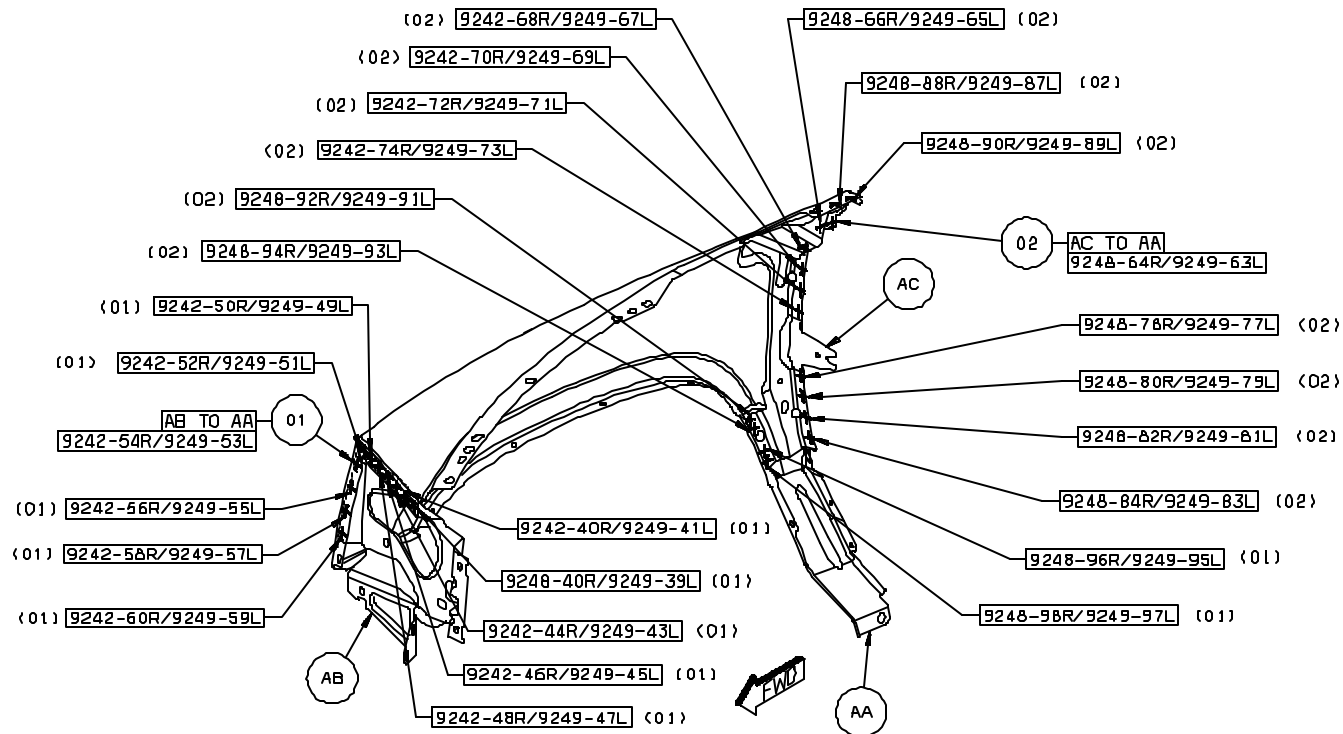 (02) 9242-68R/9249-67L
9248-66R/9249-65L (02)
(02) 9242-70R/9249-69L
9248-88R/9249-87L (02)
(02) 9242-72R/9249-71L
9248-90R/9249-89L (02)
(02) 9242-74R/9249-73L
(02) 9248-92R/9249-91L
(02) 9248-94R/9249-93L
02 AC TO AA
9248-64R/9249-63L
AC
(01) 9242-50R/9249-49L
9248-78R/9249-77L (02)
(01) 9242-52R/9249-51L
9248-80R/9249-79L (02)
AB TO AA 01
9242-54R/9249-53L
9248-82R/9249-81L (02)
(01) 9242-56R/9249-55L
9248-84R/9249-83L (02)
9242-40R/9249-41L (01)
(01) 9242-58R/9249-57L
9248-96R/9249-95L (01)
9248-40R/9249-39L (01)
(01) 9242-60R/9249-59L
9248-98R/9249-97L (01)
9242-44R/9249-43L (01)
9242-46R/9249-45L (01)
AB
FWD
AA
9242-48R/9249-47L (01)